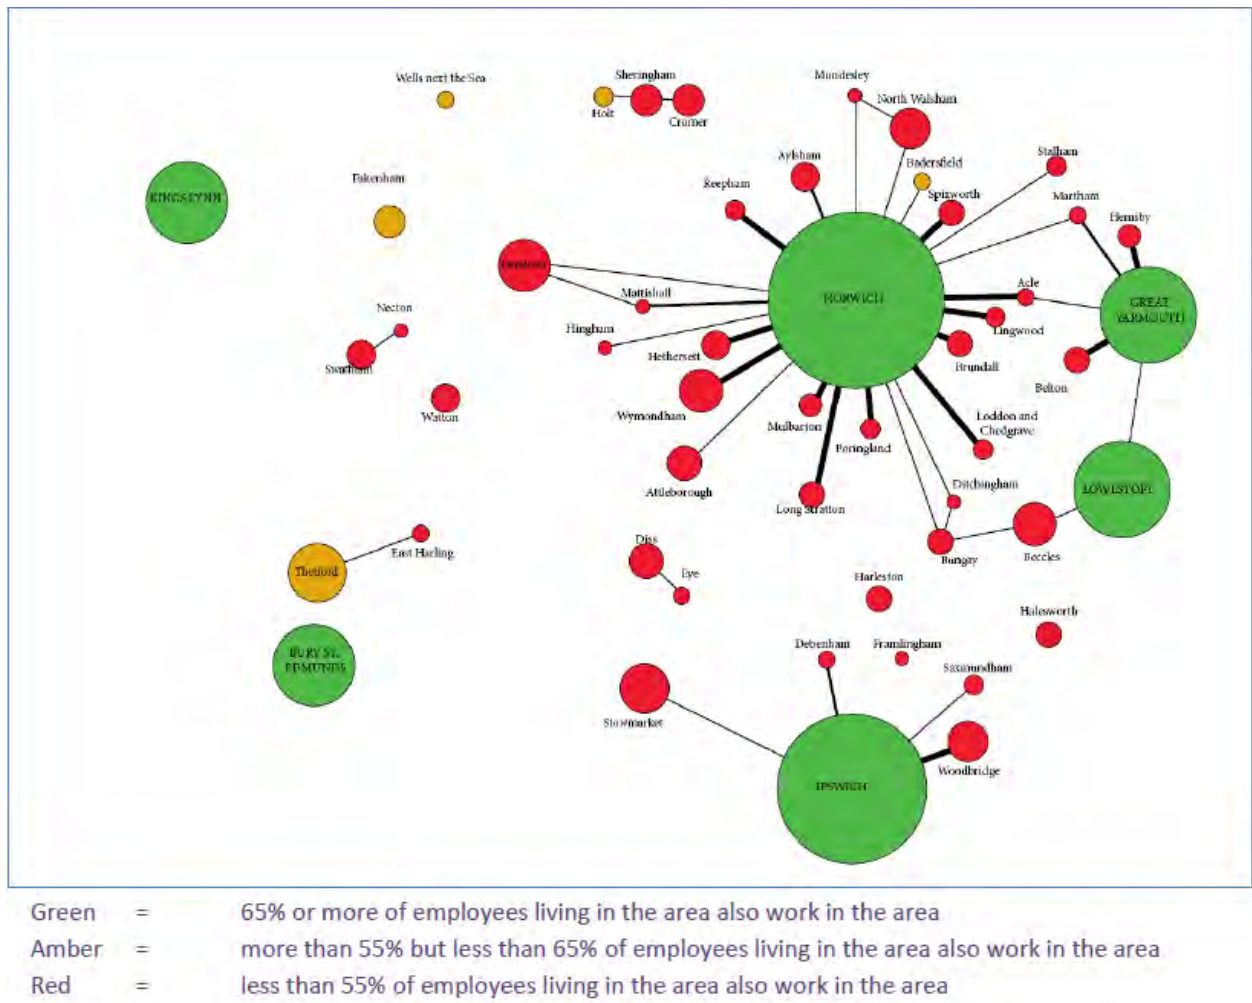 Wells next the Sea
Sheringham
Holt
Cromer
Mundesley
North Walsham
Aylsham
Badersfield
Stalham
Reepham
Spixworth
Martham
Hemsby
KINGS LYNN
Fakenham
Mattishall
NORWICH
Acle
GREAT
YARMOUTH
Necton
Hingham
Lingwood
Hethersett
Brundall
Swaffham
Belton
Watton
Wymondham
Mulbarton
Loddon and
Chedgrave
Poringland
Attleborough
Ditchingham
LOWESTOFT
Long Stratton
East Harling
Diss
Bungay
Beccles
Thetford
Eye
Harleston
Halesworth
BURY ST.
EDMUNDS
Debenham
Framlingham
Saxmundham
Stowmarket
Woodbridge
IPSWICH
Green = 65% or more of employees living in the area also work in the area
Amber = more than 55% but less than 65% of employees living in the area also work in the area
Red = less than 55% of employees living in the area also work in the area